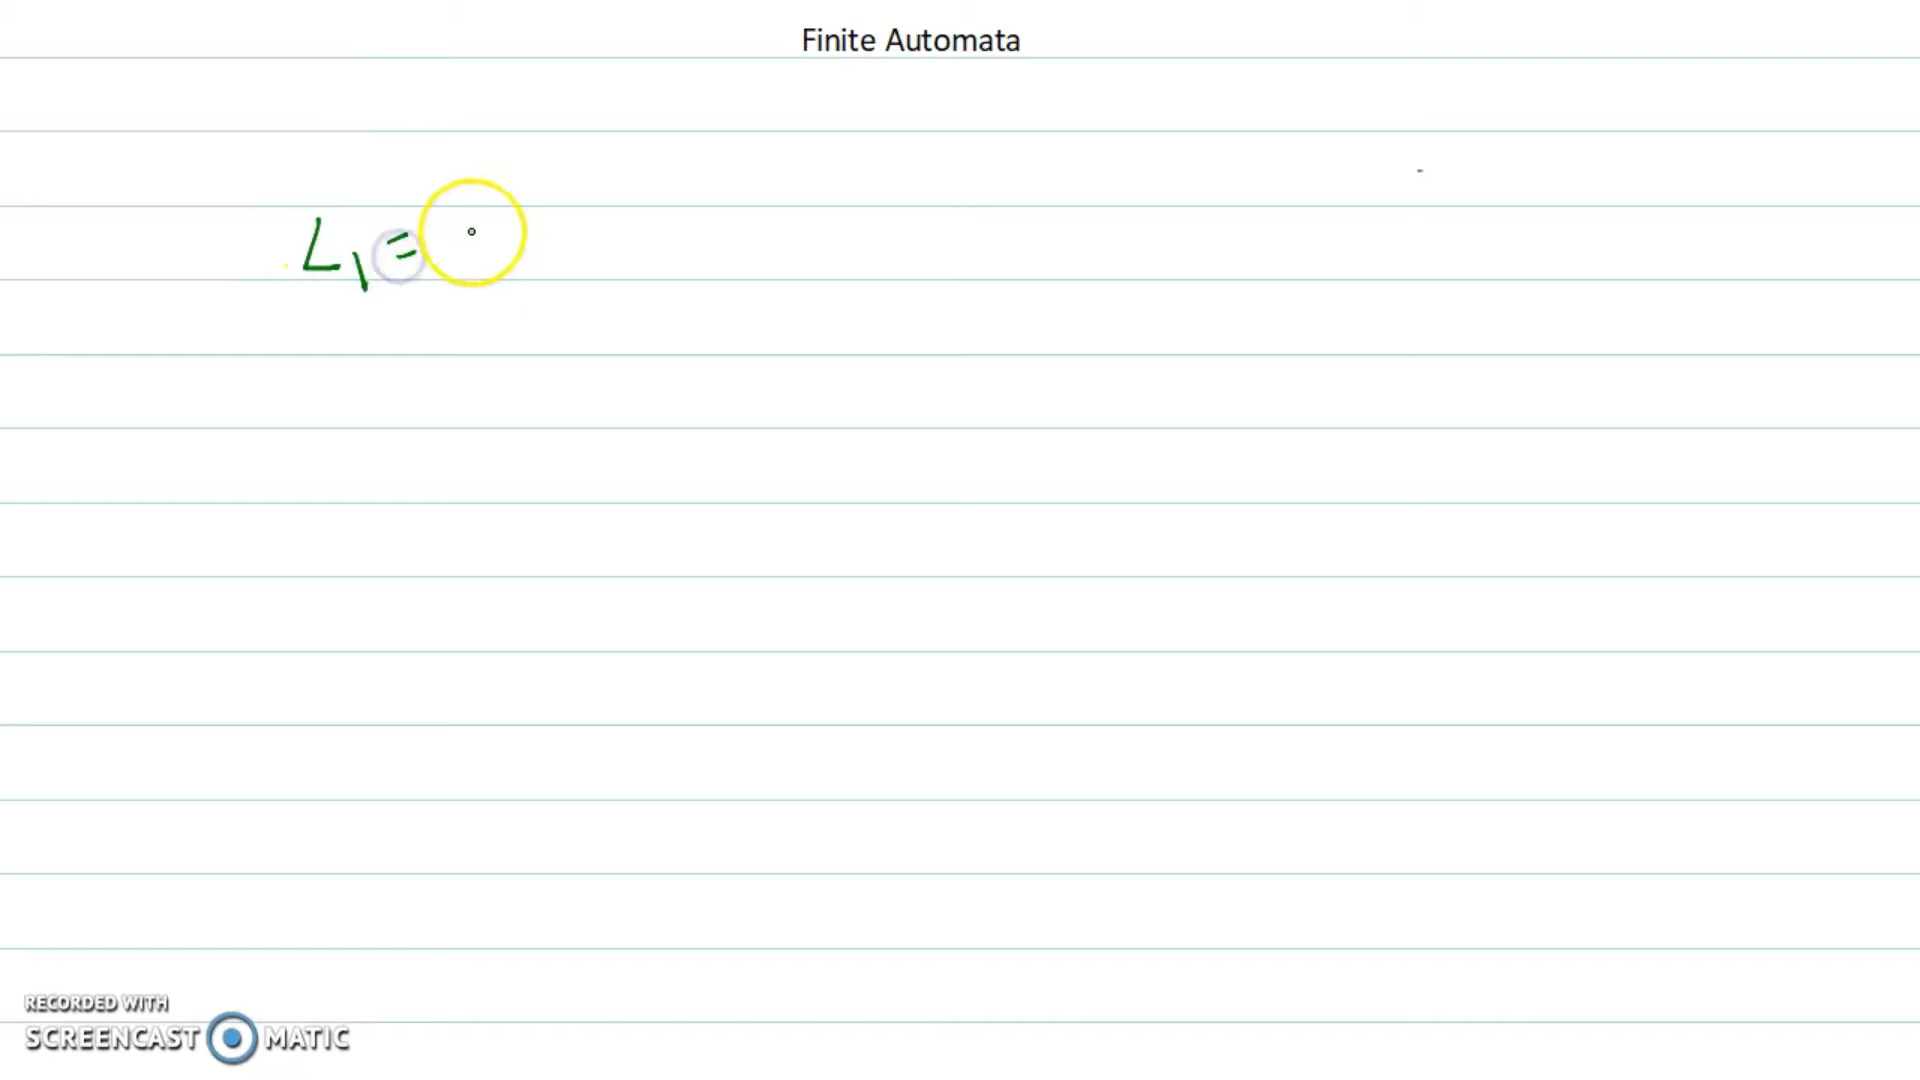 Finite Automata
L₁ =
RECORDED WITH
SCREENCAST MATIC